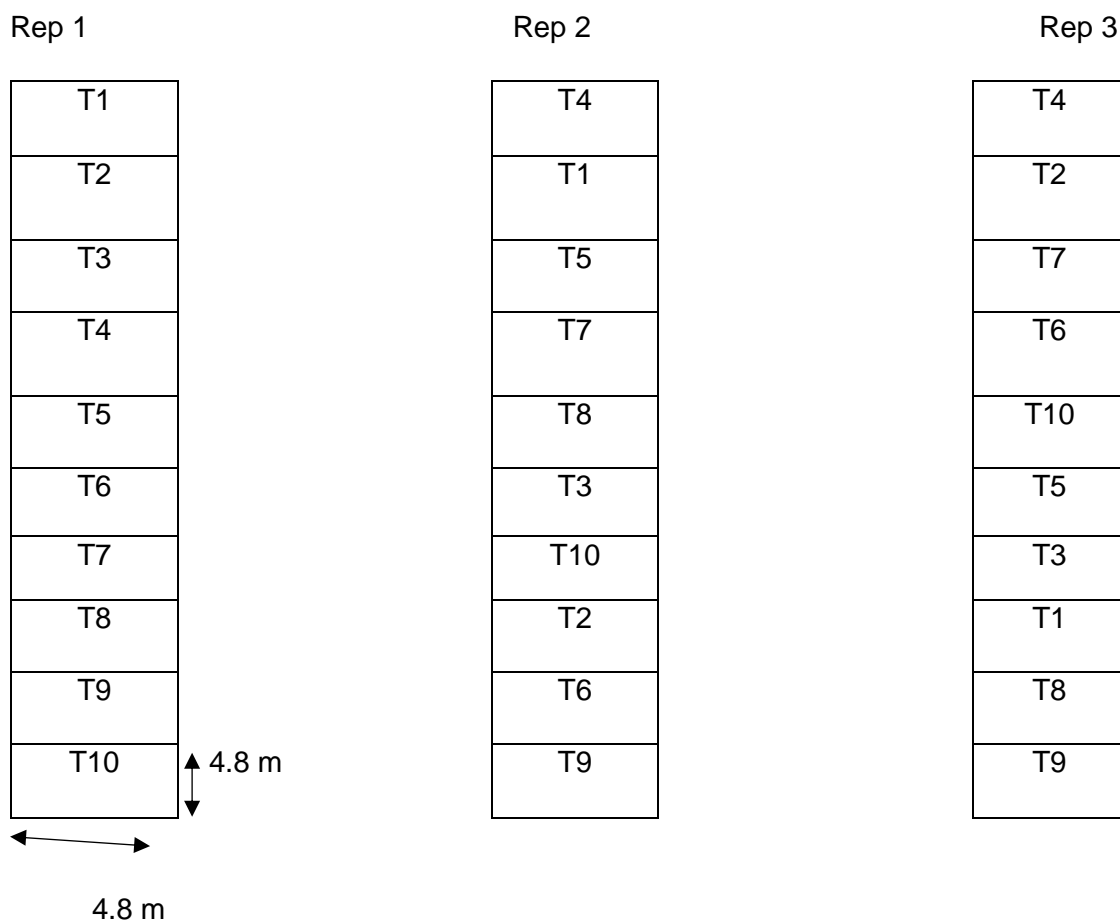 Rep 1 Rep 2 Rep 3
T1 T4 T4
T2 T1 T2
T3 T5 T7
T4 T7 T6
T5 T8 T10
T6 T3 T5
T7 T10 T3
T8 T2 T1
T9 T6 T8
T10 4.8 m T9 T9
4.8 m